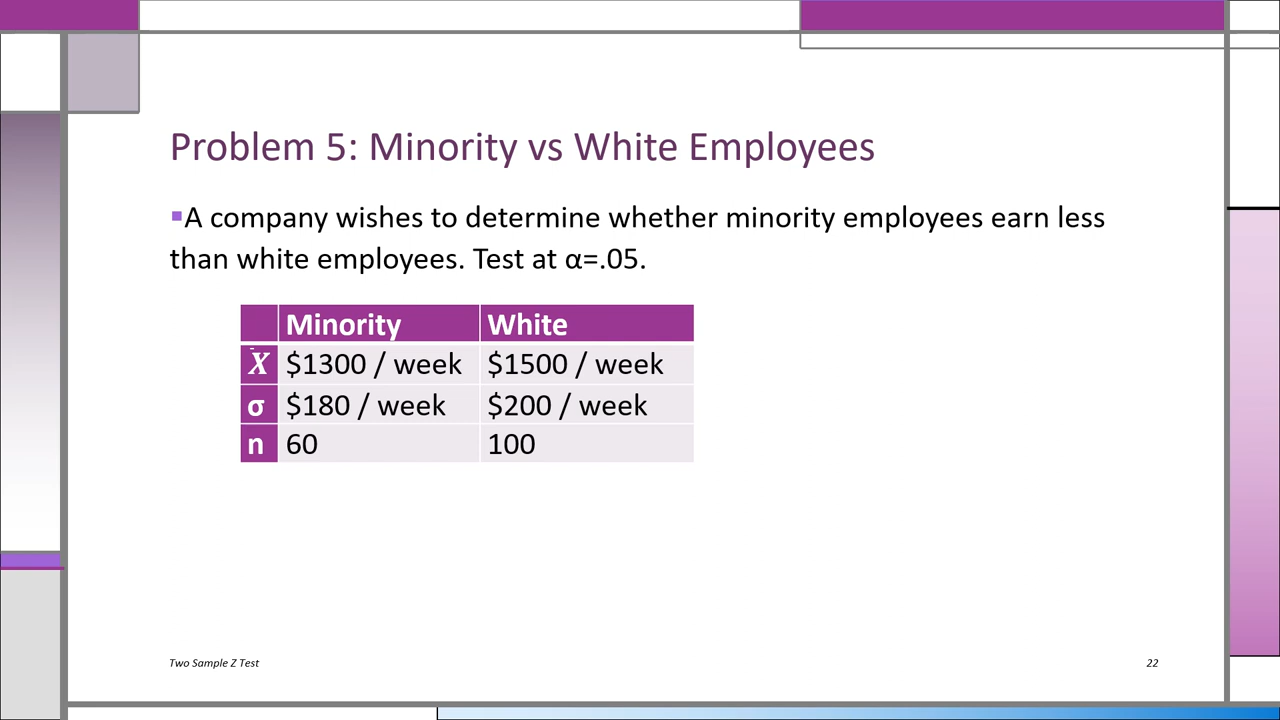 Problem 5: Minority vs White Employees
▪A company wishes to determine whether minority employees earn less
than white employees. Test at α=.05.
Minority White
X̄ $1300 / week $1500 / week
σ $180 / week $200 / week
n 60 100
Two Sample Z Test 22